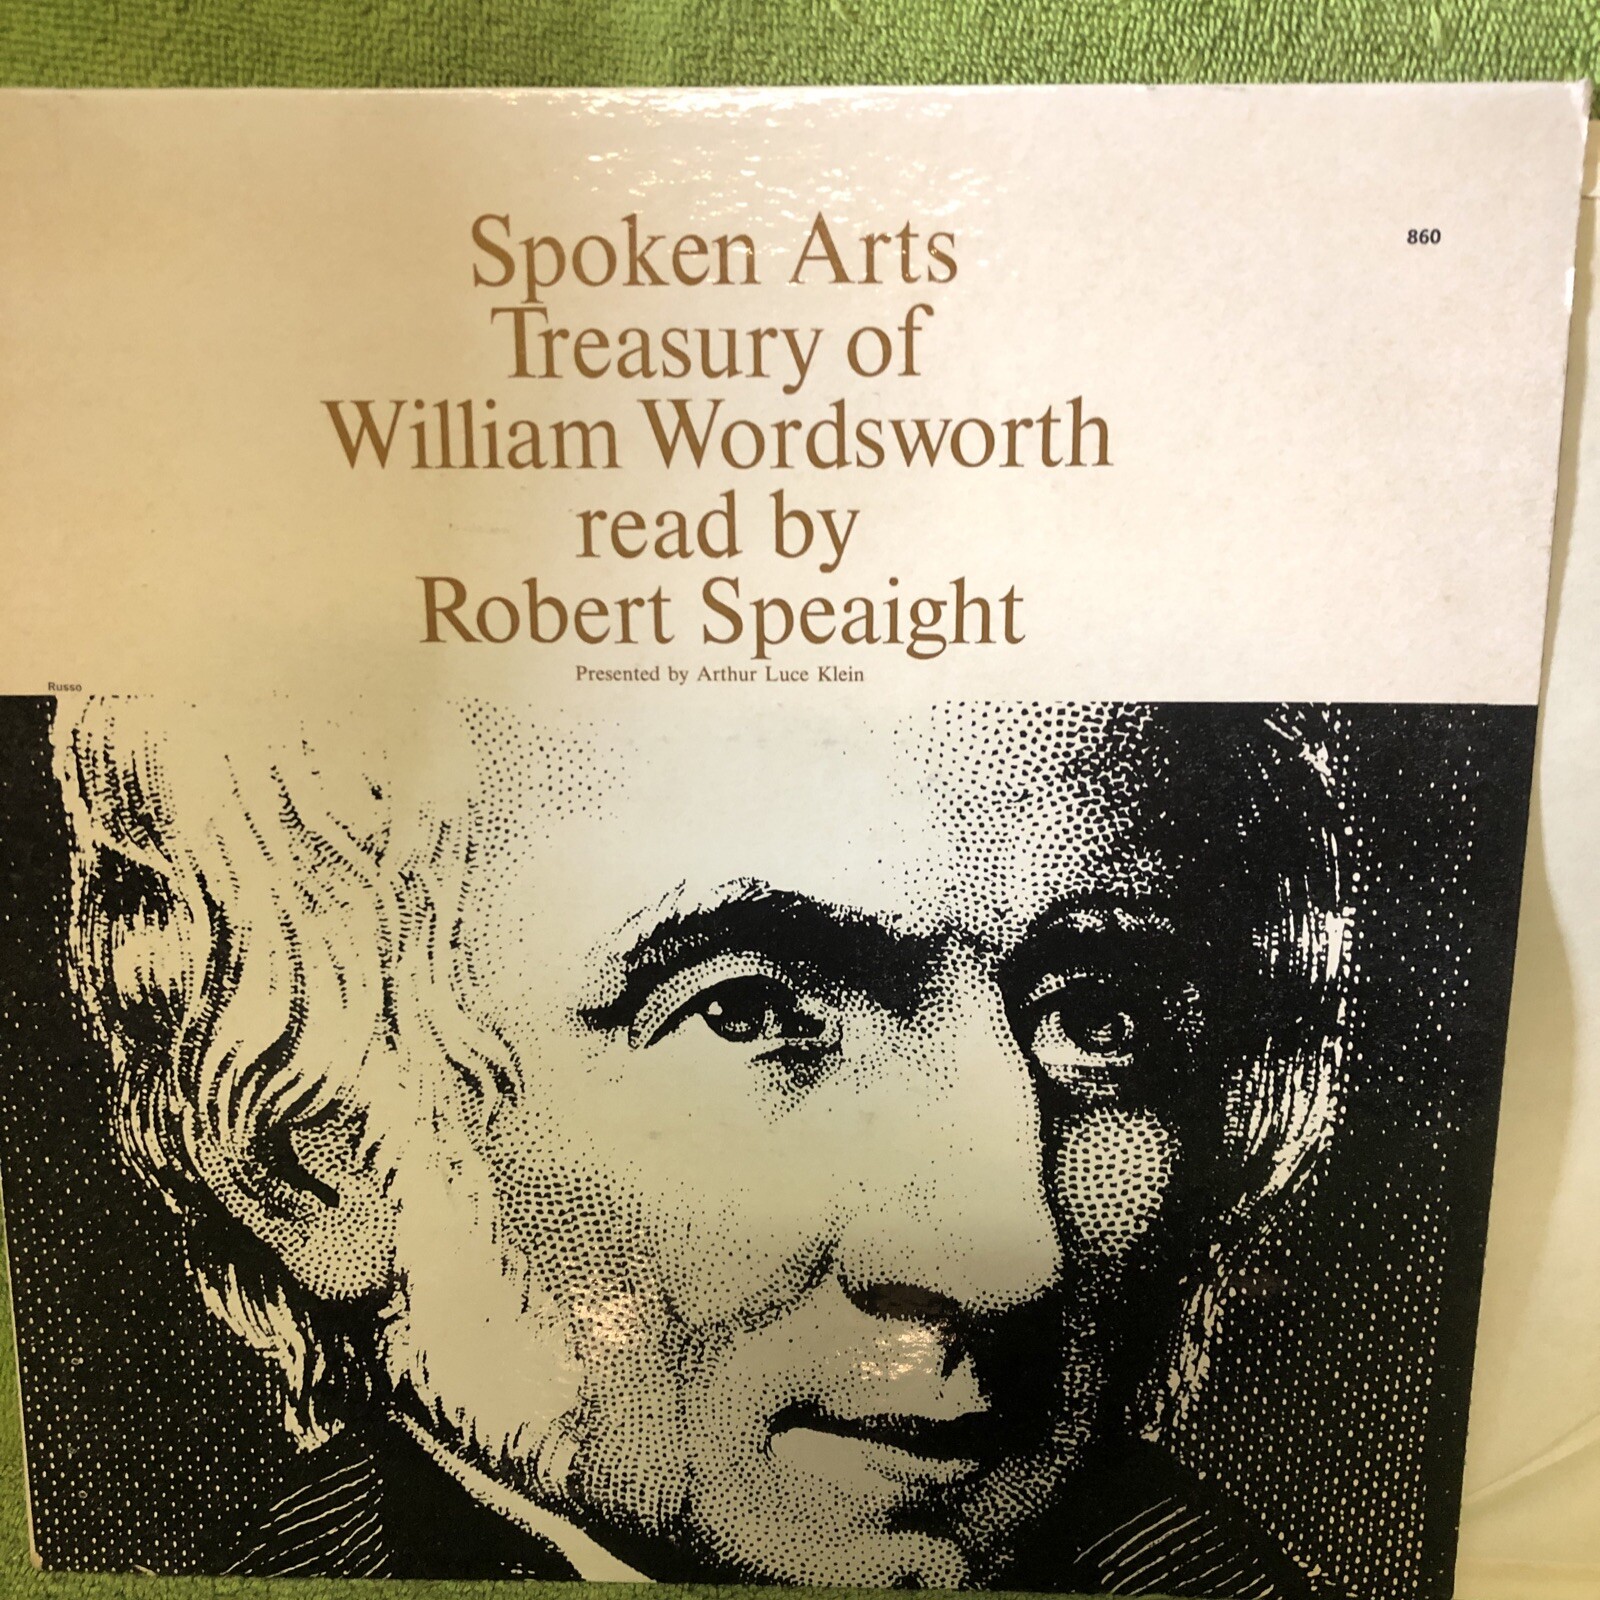 860
Spoken Arts
Treasury of
William Wordsworth
read by
Robert Speaight
Presented by Arthur Luce Klein
Russo